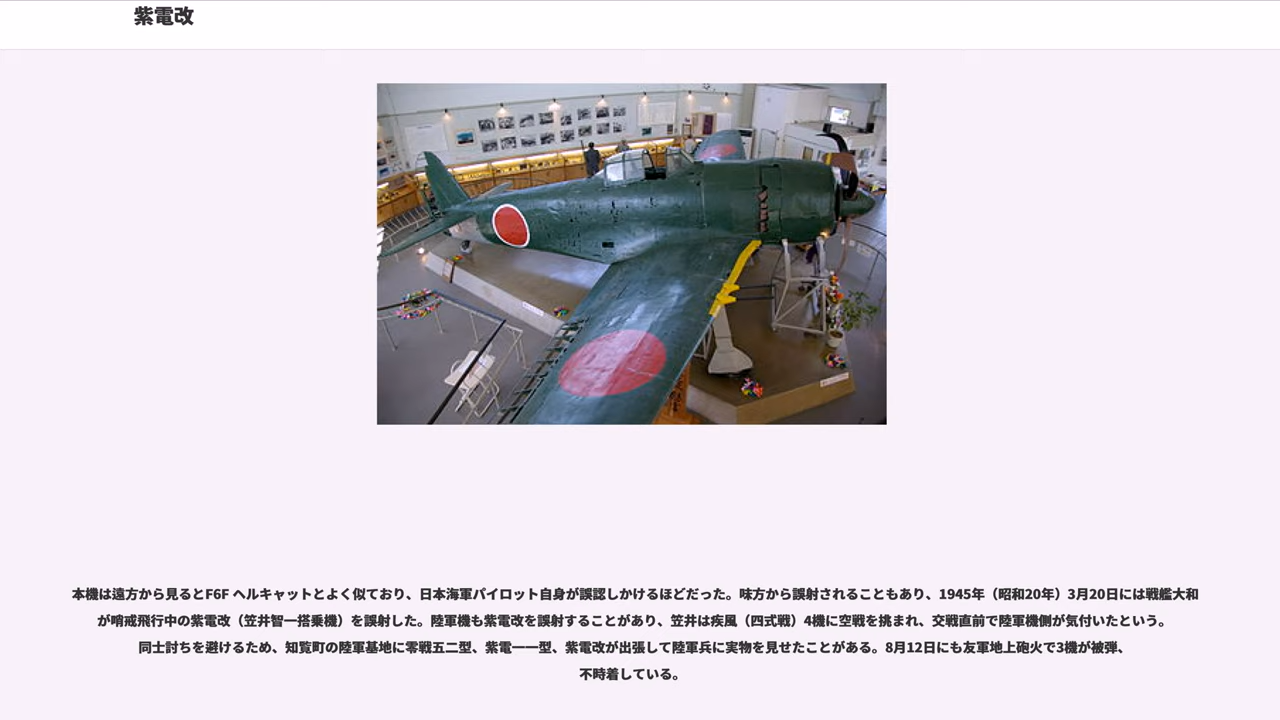 紫電改
本機は遠方から見るとF6F ヘルキャットとよく似ており、日本海軍パイロット自身が誤認しかけるほどだった。味方から誤射されることもあり、1945年（昭和20年）3月20日には戦艦大和
が哨戒飛行中の紫電改（笠井智一搭乗機）を誤射した。陸軍機も紫電改を誤射することがあり、笠井は疾風（四式戦）4機に空戦を挑まれ、交戦直前で陸軍機側が気付いたという。
同士討ちを避けるため、知覧町の陸軍基地に零戦五二型、紫電一一型、紫電改が出張して陸軍兵に実物を見せたことがある。8月12日にも友軍地上砲火で3機が被弾、
不時着している。